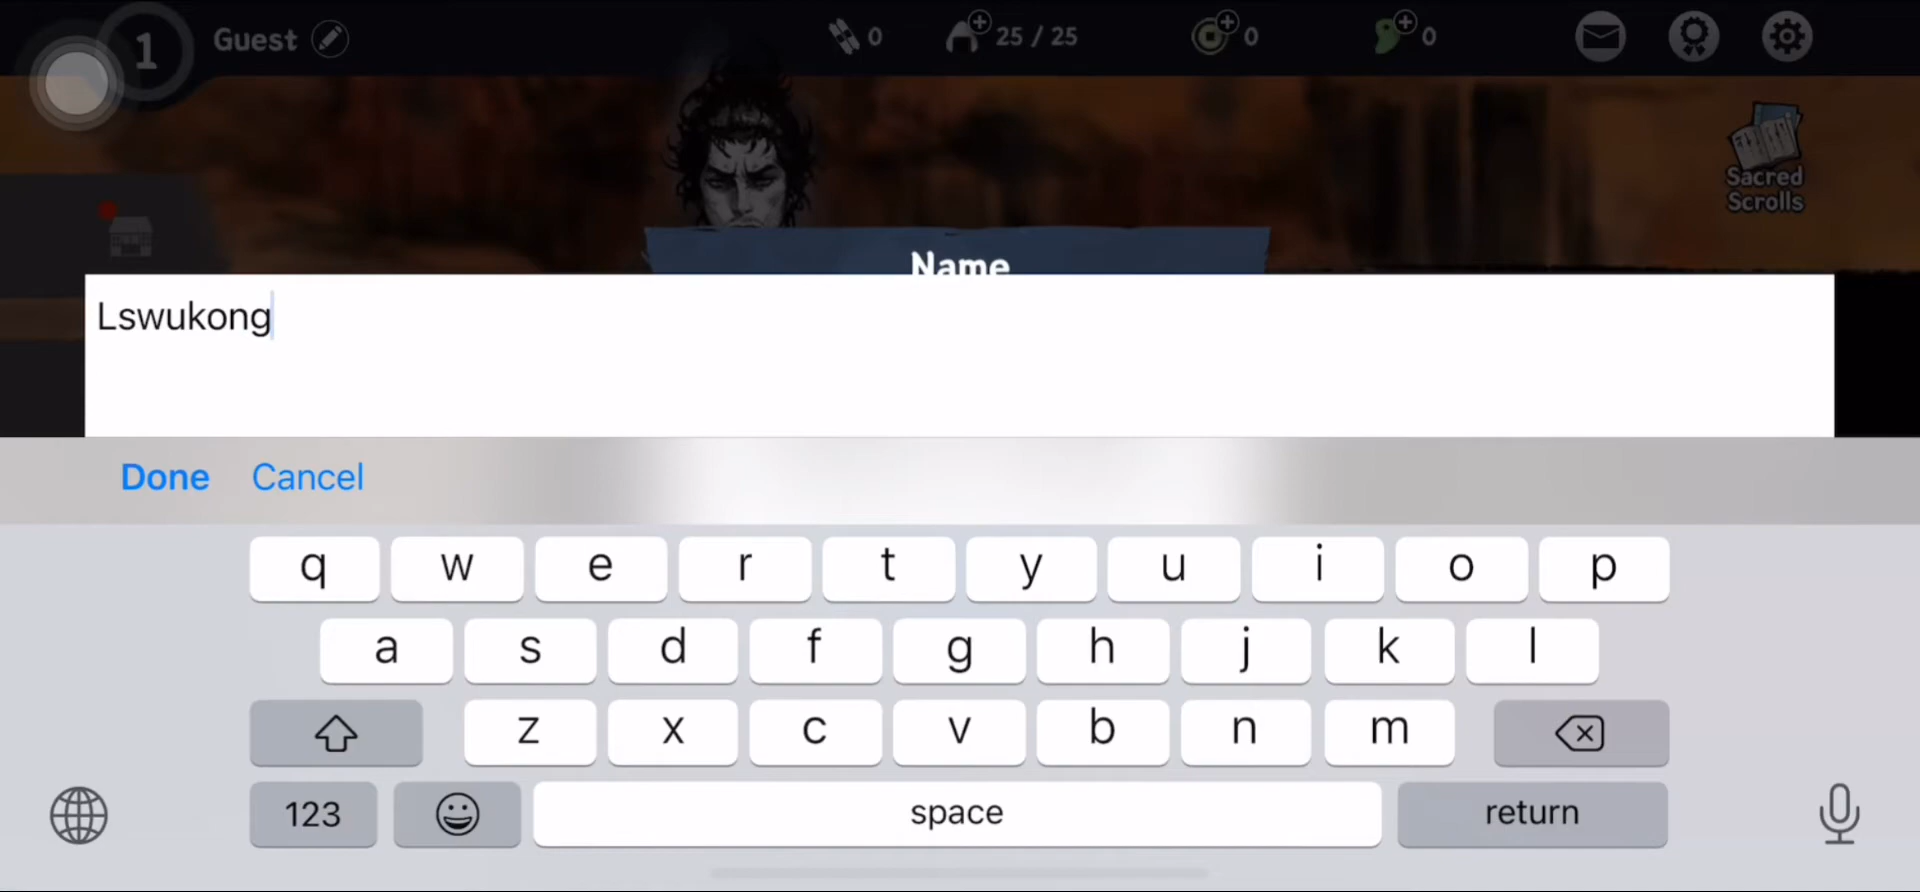 1 Guest 0 25 / 25 0 0
Sacred
Scrolls
Name
Lswukong
Done Cancel
q w e r t y u i o p
a s d f g h j k l
z x c v b n m
123 space return